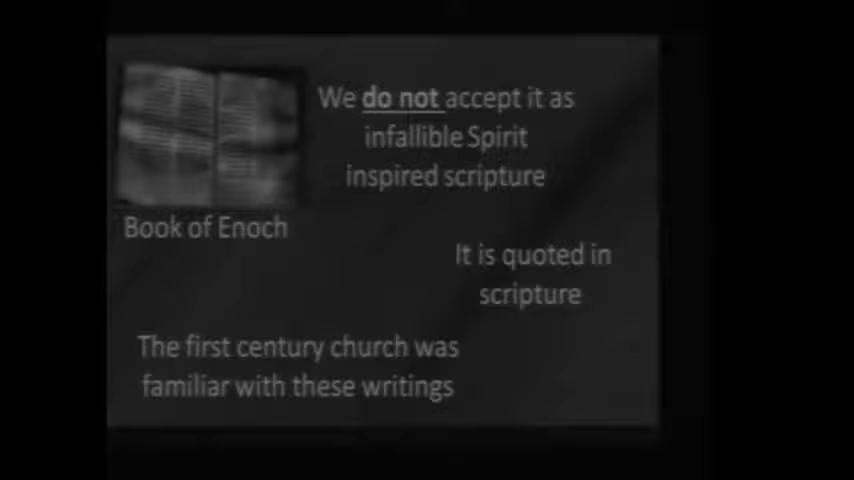 We do not accept it as
infallible Spirit
inspired scripture
Book of Enoch
It is quoted in
scripture
The first century church was
familiar with these writings